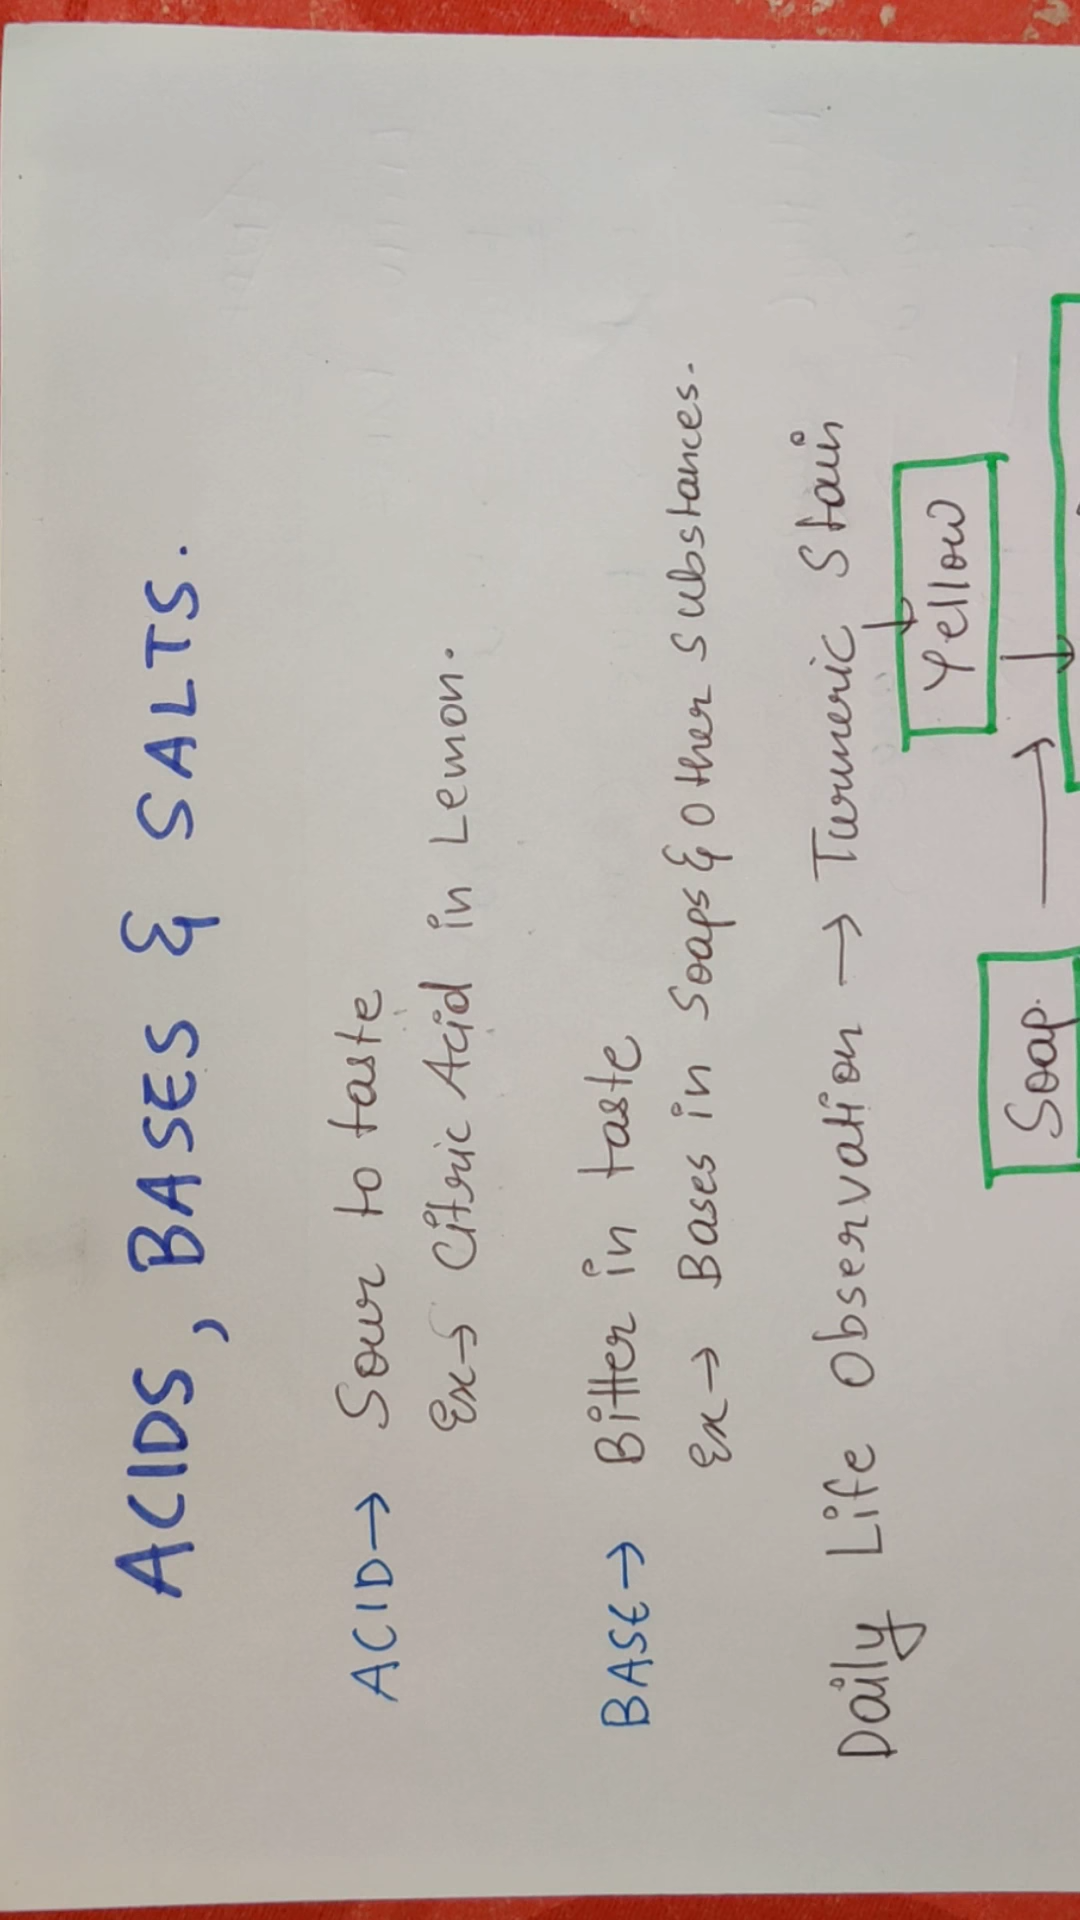 ACIDS, BASES & SALTS.
ACID→ Sour to taste
Ex→ Citric Acid in Lemon.
BASE→ Bitter in taste
Ex→ Bases in Soaps & Other Substances.
Daily Life Observation → Turmeric Stain
↓
Yellow
↓
Soap →